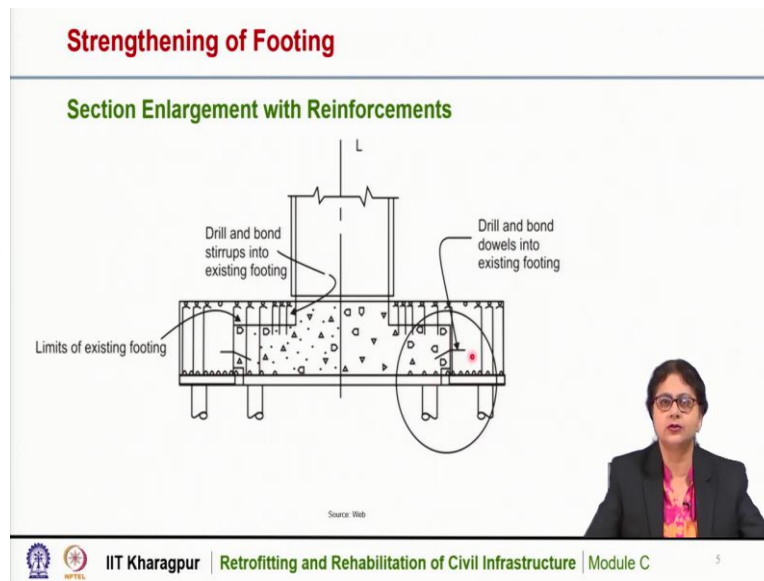 Strengthening of Footing
Section Enlargement with Reinforcements
L
Drill and bond
stirrups into
existing footing
Drill and bond
dowels into
existing footing
Limits of existing footing
Source: Web
NPTEL
IIT Kharagpur | Retrofitting and Rehabilitation of Civil Infrastructure | Module C
5